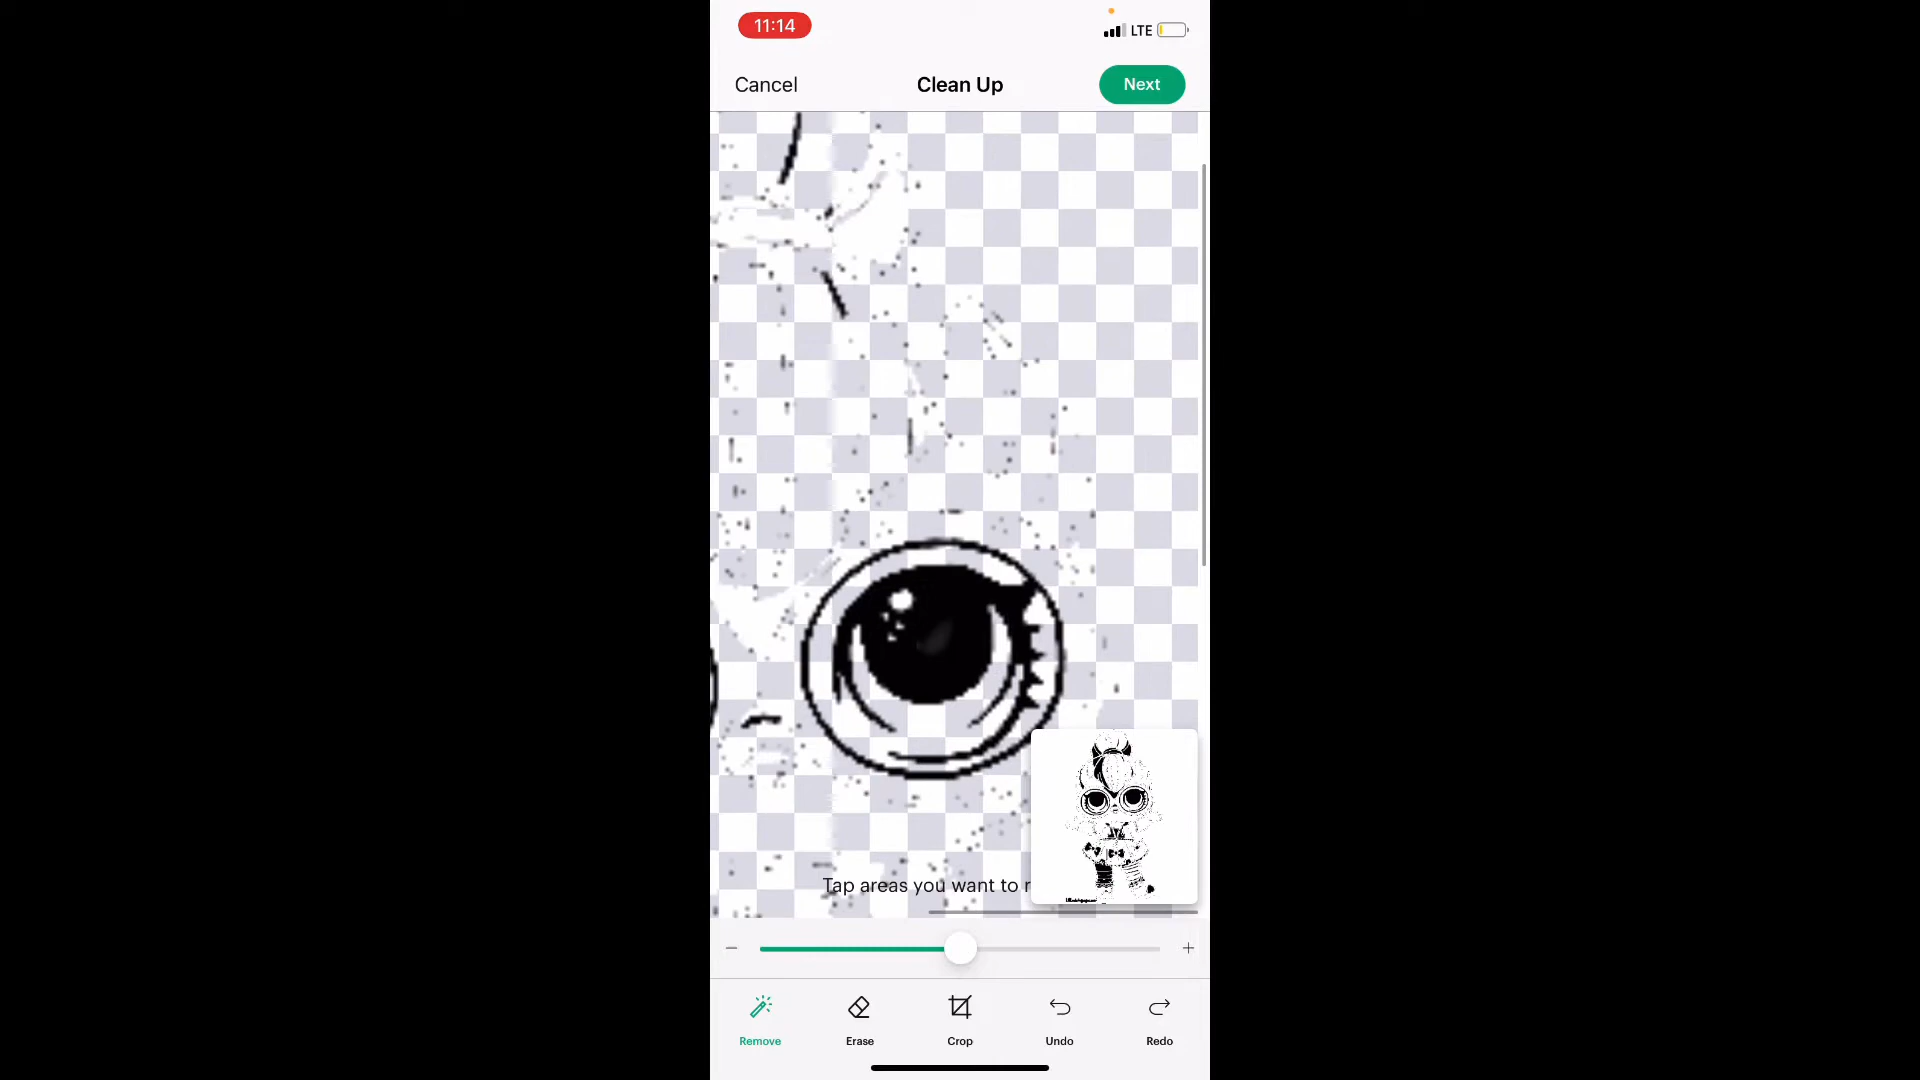 11:14
LTE
Cancel
Clean Up
Next
Tap areas you want to
Remove
Erase
Crop
Undo
Redo